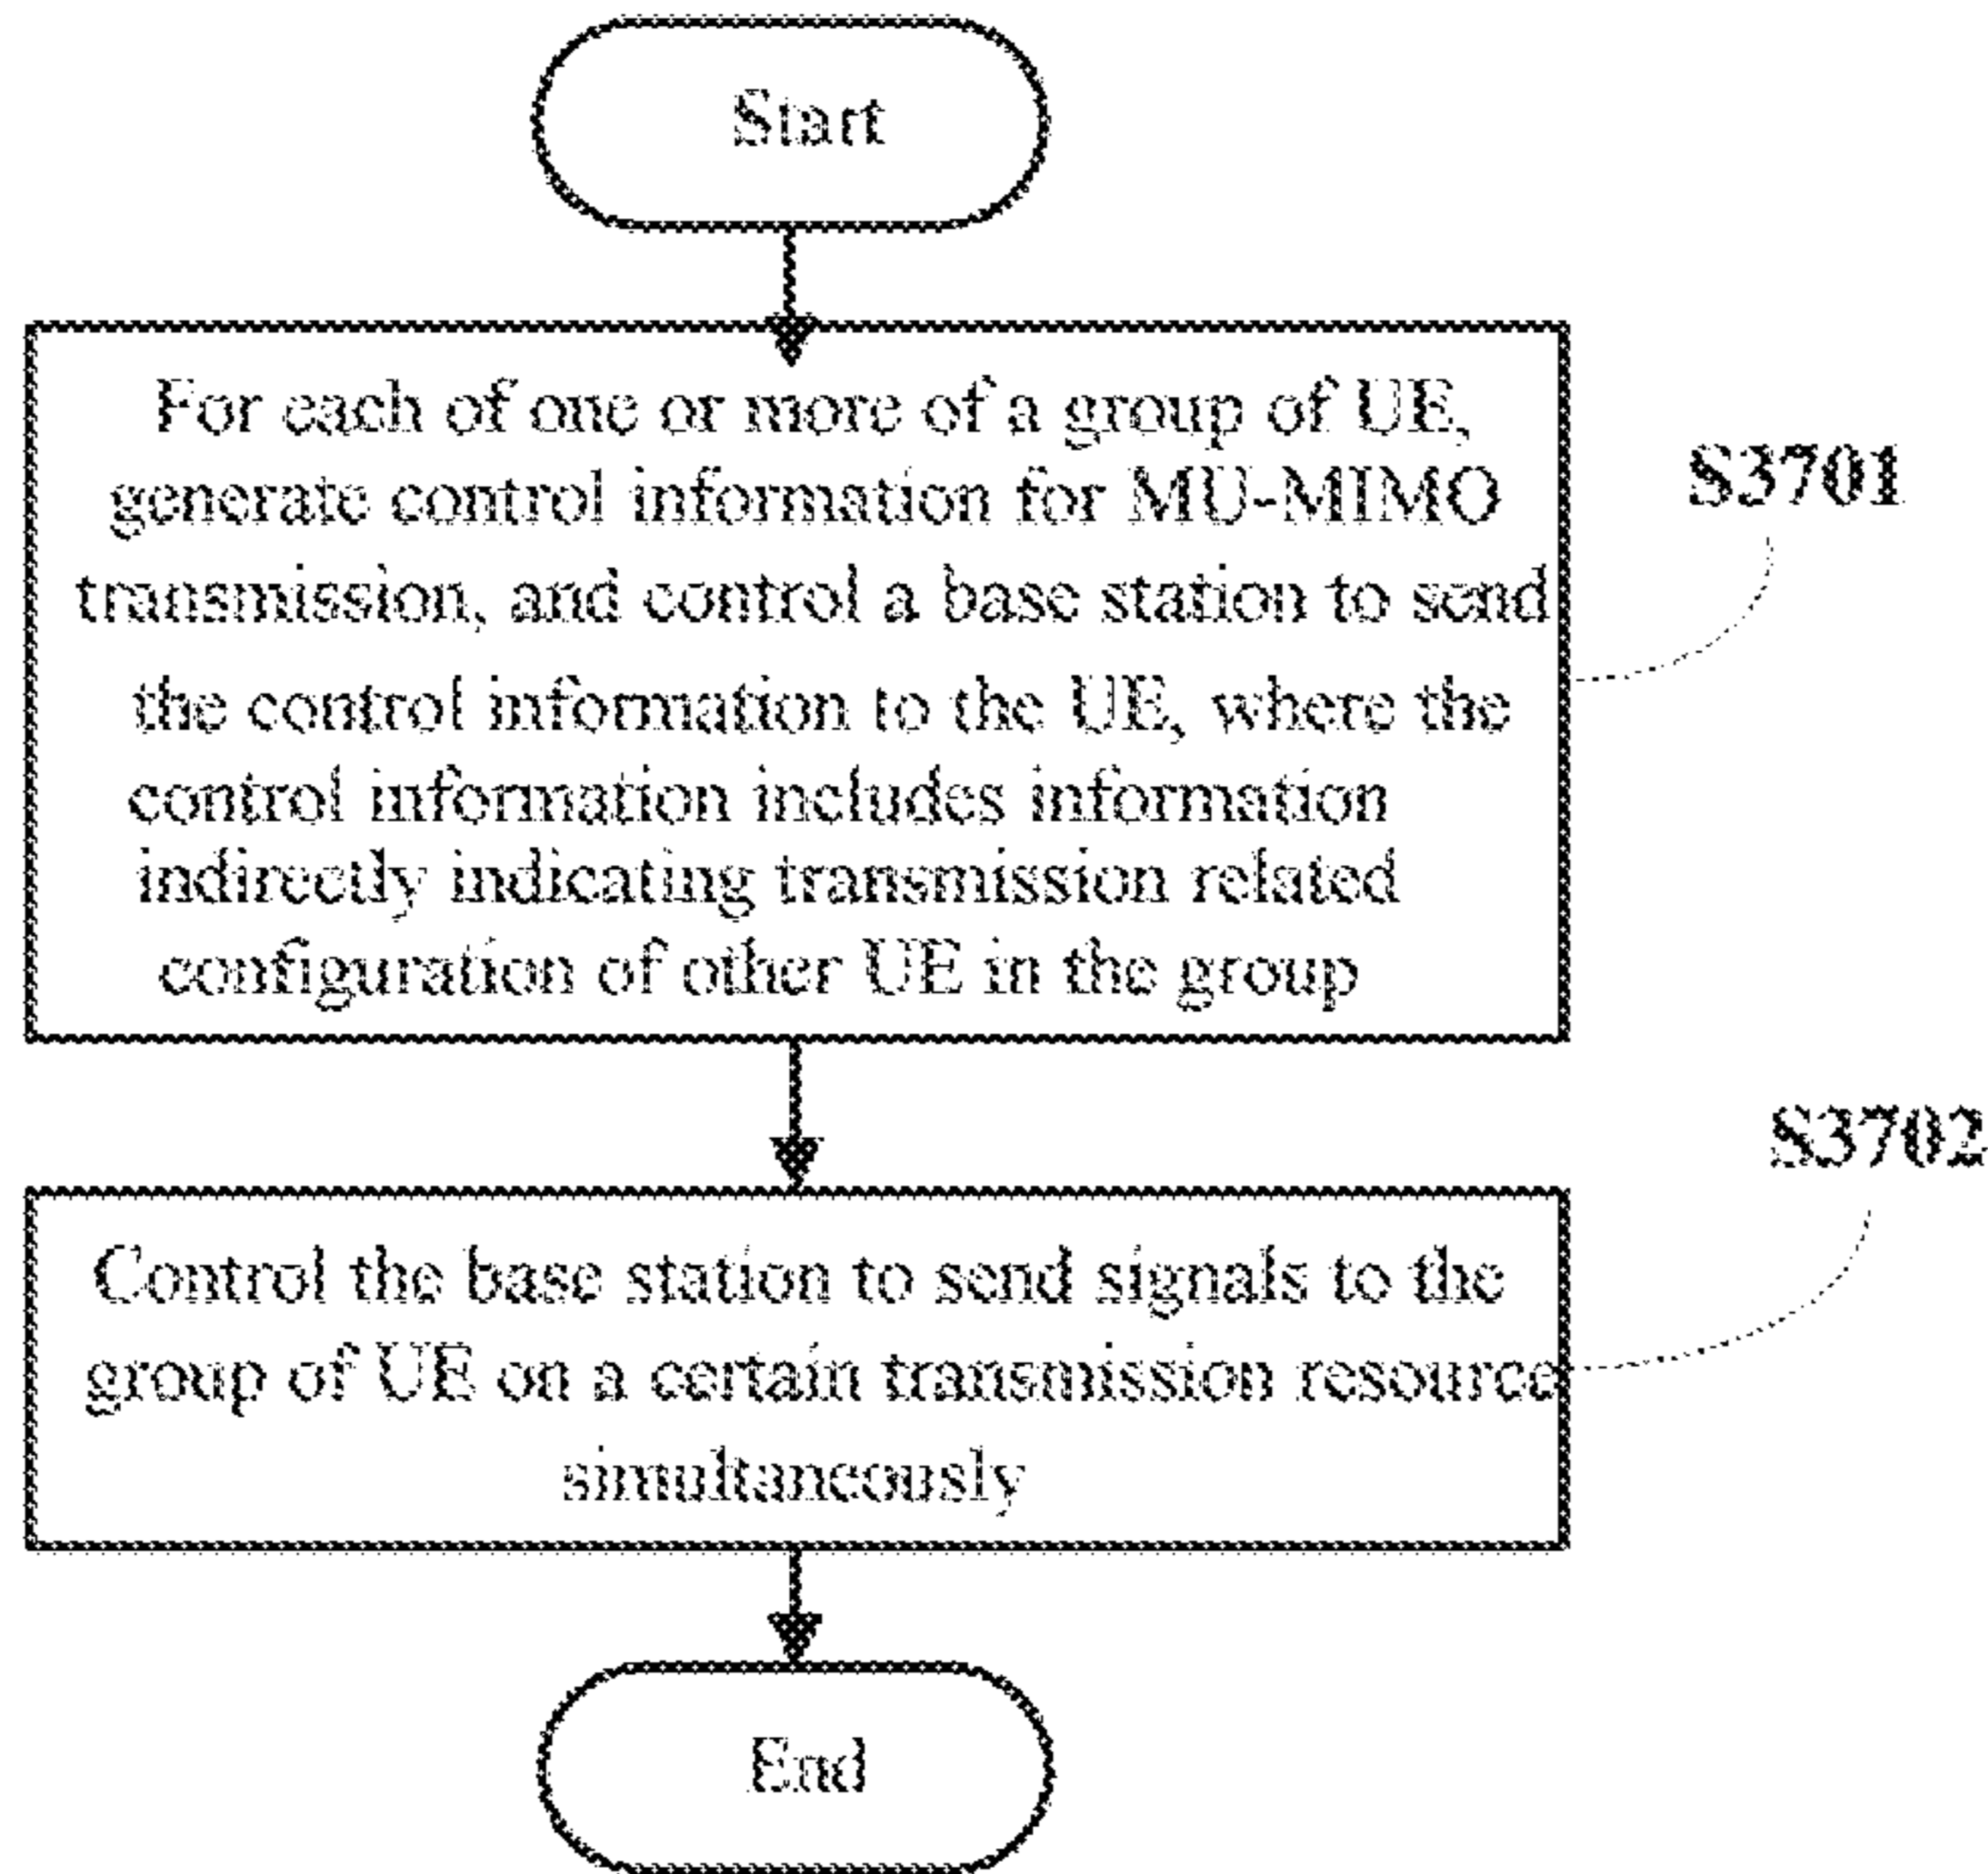 Start
For each of one or more of a group of UE,
generate control information for MU-MIMO
S3701
transmission, and control a base station to send
the control information to the UE, where the
control information includes information
indirectly indicating transmission related
configuration of other UE in the group
S3702
Control the base station to send signals to the
group of UE on a certain transmission resource
simultaneously
End